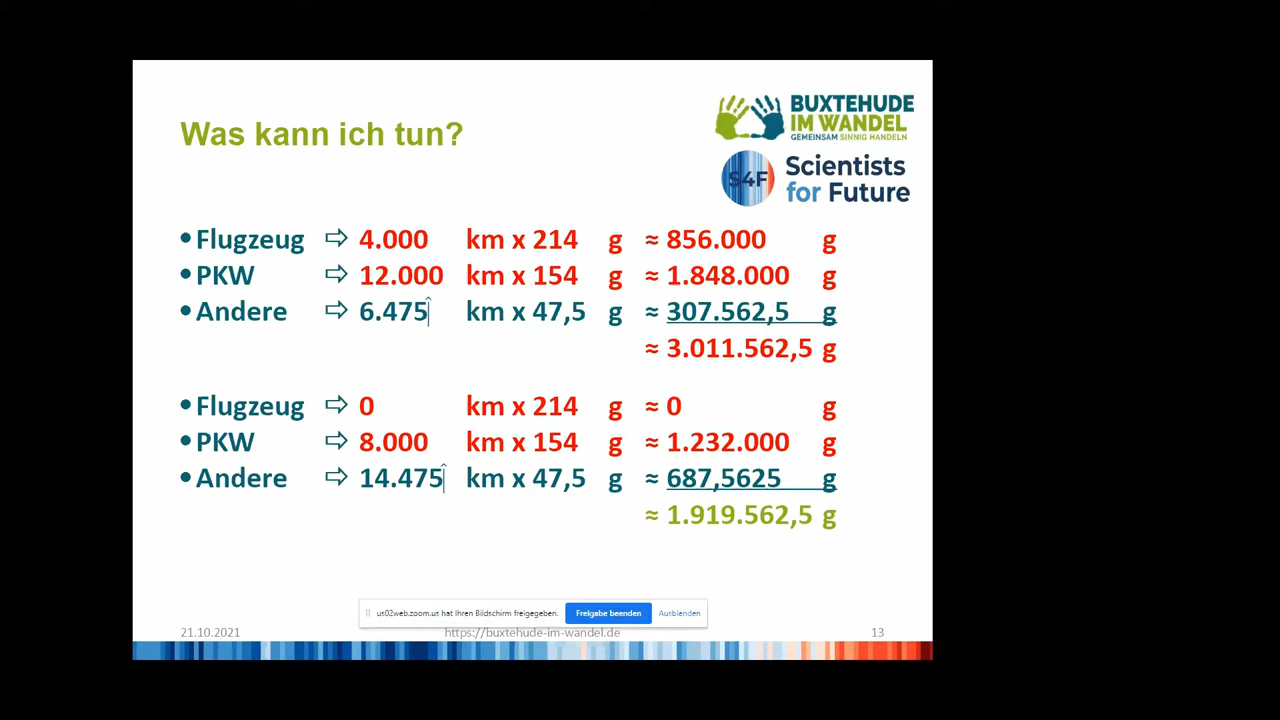 Was kann ich tun?
BUXTEHUDE
IM WANDEL
GEMEINSAM SINNIG HANDELN
S4F Scientists
for Future
• Flugzeug ⇨ 4.000 km x 214 g ≈ 856.000 g
• PKW ⇨ 12.000 km x 154 g ≈ 1.848.000 g
• Andere ⇨ 6.475 km x 47,5 g ≈ 307.562,5 g
≈ 3.011.562,5 g
• Flugzeug ⇨ 0 km x 214 g ≈ 0 g
• PKW ⇨ 8.000 km x 154 g ≈ 1.232.000 g
• Andere ⇨ 14.475 km x 47,5 g ≈ 687,5625 g
≈ 1.919.562,5 g
us02web.zoom.us hat Ihren Bildschirm freigegeben. Freigabe beenden Ausblenden
21.10.2021 https://buxtehude-im-wandel.de 13